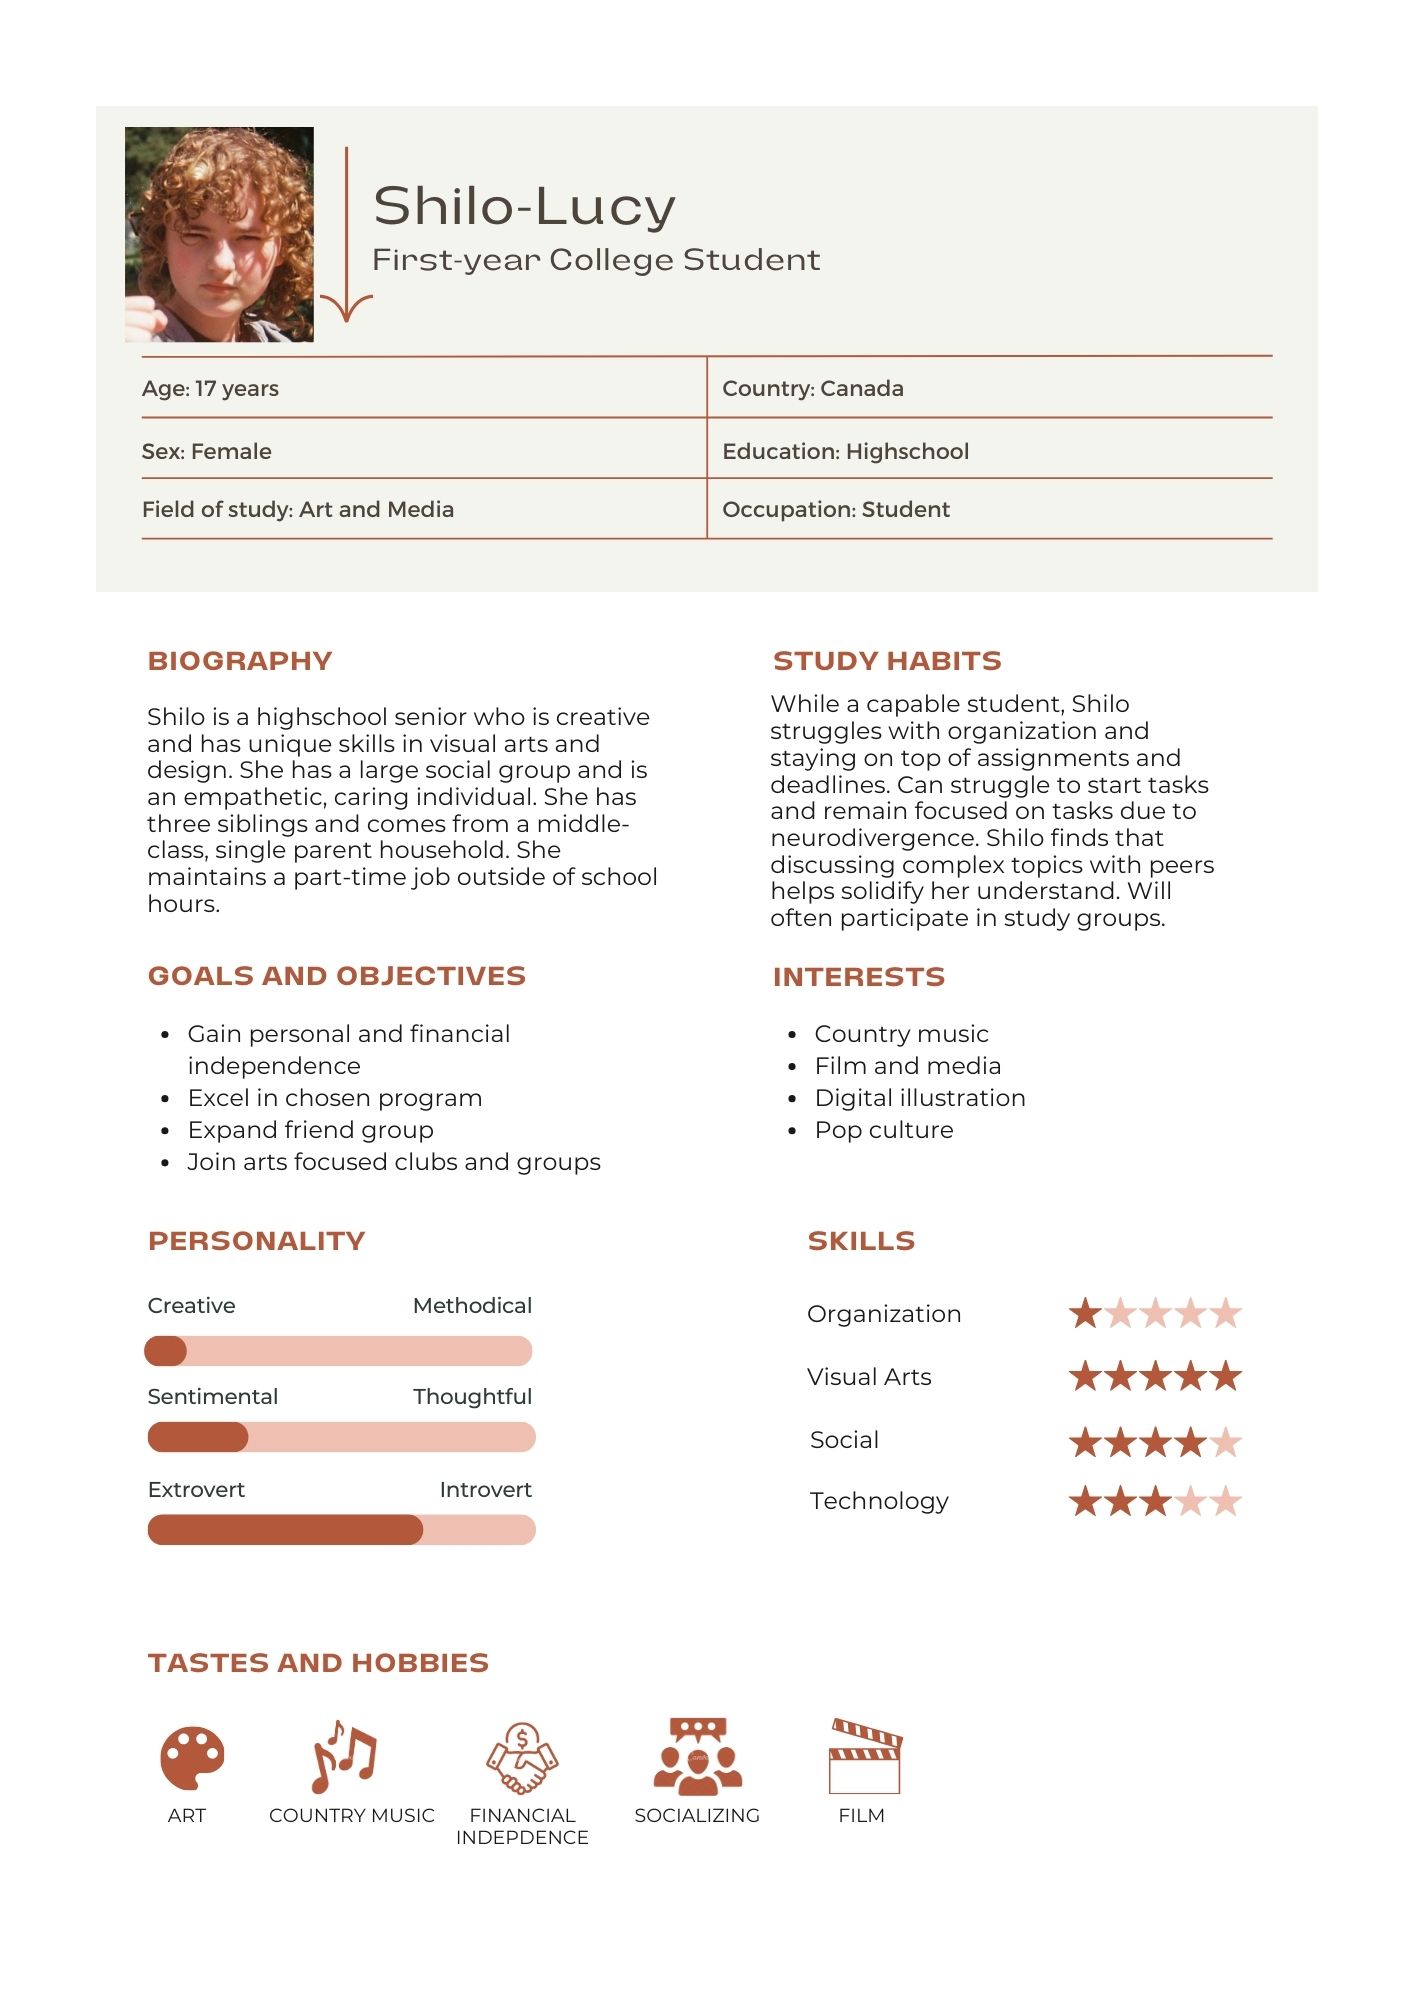 Shilo-Lucy
First-year College Student
Age: 17 years
Country: Canada
Sex: Female
Education: Highschool
Field of study: Art and Media
Occupation: Student
BIOGRAPHY
Shilo is a highschool senior who is creative
and has unique skills in visual arts and
design. She has a large social group and is
an empathetic, caring individual. She has
three siblings and comes from a middle-
class, single parent household. She
maintains a part-time job outside of school
hours.
STUDY HABITS
While a capable student, Shilo
struggles with organization and
staying on top of assignments and
deadlines. Can struggle to start tasks
and remain focused on tasks due to
neurodivergence. Shilo finds that
discussing complex topics with peers
helps solidify her understand. Will
often participate in study groups.
GOALS AND OBJECTIVES
• Gain personal and financial
independence
• Excel in chosen program
• Expand friend group
• Join arts focused clubs and groups
INTERESTS
• Country music
• Film and media
• Digital illustration
• Pop culture
PERSONALITY
Creative Methodical
Sentimental Thoughtful
Extrovert Introvert
SKILLS
Organization
Visual Arts
Social
Technology
TASTES AND HOBBIES
$
ART
COUNTRY MUSIC
FINANCIAL
INDEPDENCE
SOCIALIZING
FILM